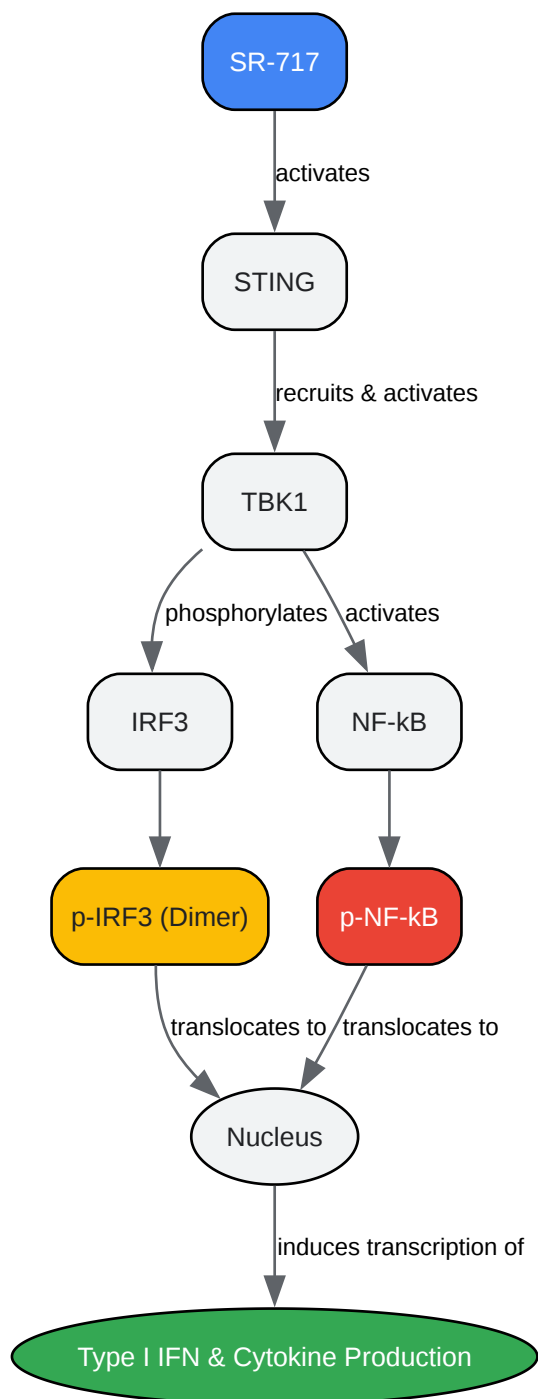 SR-717
activates
STING
recruits & activates
TBK1
phosphorylates activates
IRF3 NF-kB
p-IRF3 (Dimer) p-NF-kB
translocates to translocates to
Nucleus
induces transcription of
Type I IFN & Cytokine Production